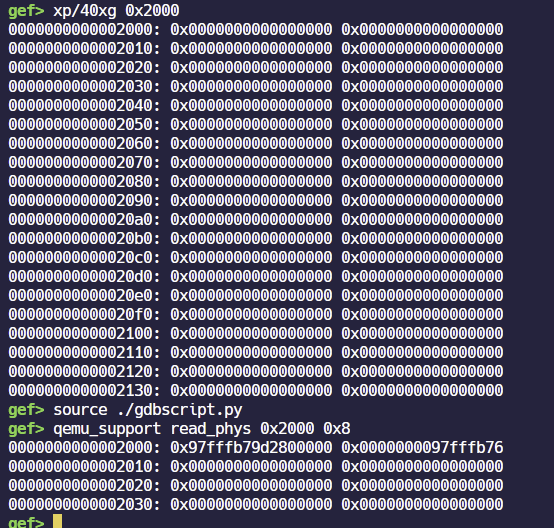 gef> xp/40xg 0x2000
0000000000002000: 0x0000000000000000 0x0000000000000000
0000000000002010: 0x0000000000000000 0x0000000000000000
0000000000002020: 0x0000000000000000 0x0000000000000000
0000000000002030: 0x0000000000000000 0x0000000000000000
0000000000002040: 0x0000000000000000 0x0000000000000000
0000000000002050: 0x0000000000000000 0x0000000000000000
0000000000002060: 0x0000000000000000 0x0000000000000000
0000000000002070: 0x0000000000000000 0x0000000000000000
0000000000002080: 0x0000000000000000 0x0000000000000000
0000000000002090: 0x0000000000000000 0x0000000000000000
00000000000020a0: 0x0000000000000000 0x0000000000000000
00000000000020b0: 0x0000000000000000 0x0000000000000000
00000000000020c0: 0x0000000000000000 0x0000000000000000
00000000000020d0: 0x0000000000000000 0x0000000000000000
00000000000020e0: 0x0000000000000000 0x0000000000000000
00000000000020f0: 0x0000000000000000 0x0000000000000000
0000000000002100: 0x0000000000000000 0x0000000000000000
0000000000002110: 0x0000000000000000 0x0000000000000000
0000000000002120: 0x0000000000000000 0x0000000000000000
0000000000002130: 0x0000000000000000 0x0000000000000000
gef> source ./gdbscript.py
gef> qemu_support read_phys 0x2000 0x8
0000000000002000: 0x97fffb79d2800000 0x0000000097fffb76
0000000000002010: 0x0000000000000000 0x0000000000000000
0000000000002020: 0x0000000000000000 0x0000000000000000
0000000000002030: 0x0000000000000000 0x0000000000000000
gef>